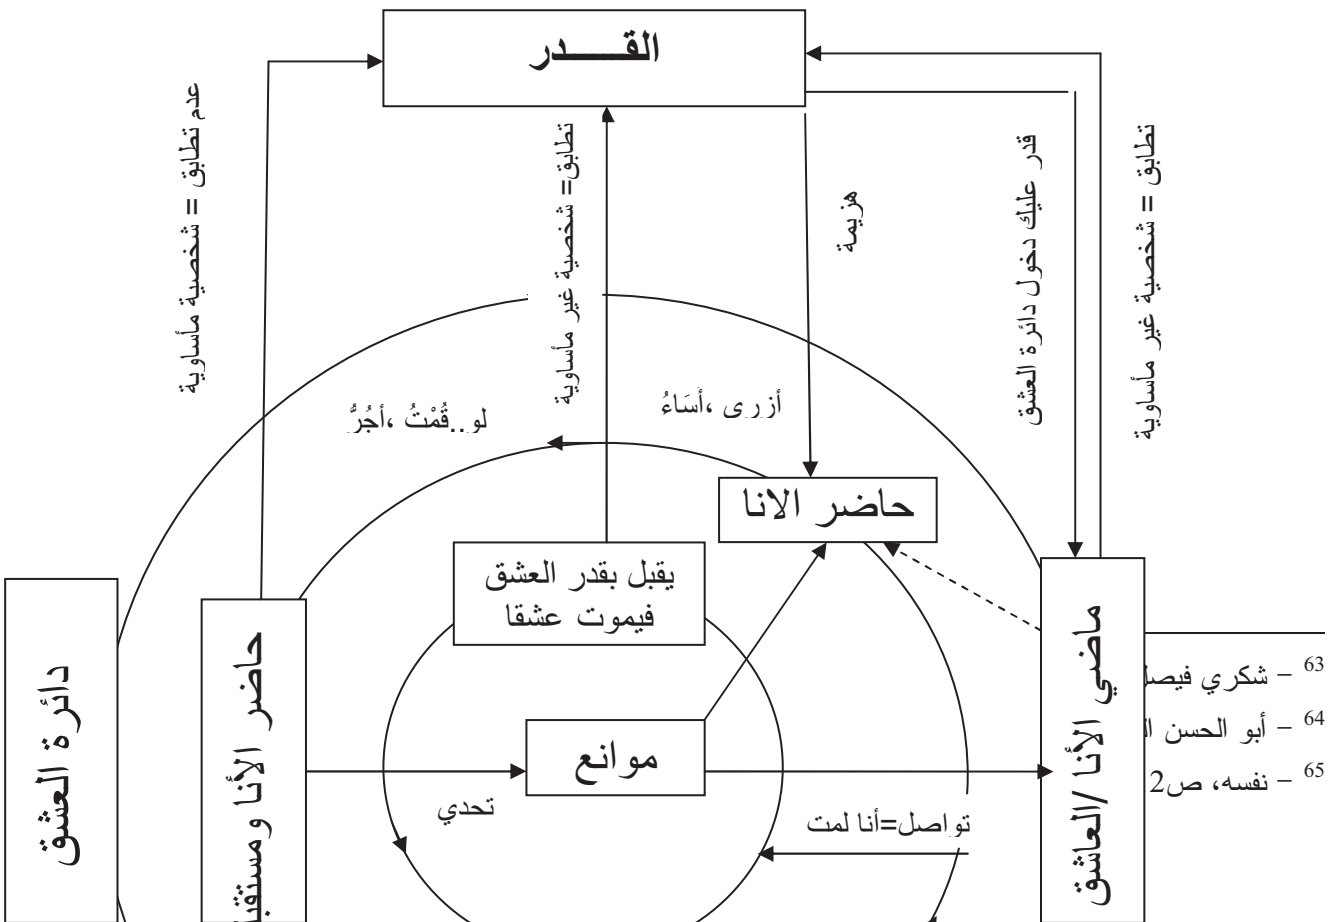 القـــــدر
عدم تطابق = شخصية مأساوية
تطابق= شخصية غير مأساوية
هزيمة
قدر عليك دخول دائرة العشق
تطابق = شخصية غير مأساوية
أزرى ،أَسَاءُ
لو..قُمْتُ ،أجُرُّ
حاضر الانا
يقبل بقدر العشق
فيموت عشقا
ماضي الأنا /العاشق
حاضر الأنا
دائرة العشق
موانع
تحدي
تواصل=أنا لمت
63 – شكري فيصل
64 – أبو الحسن
65 – نفسه، ص2